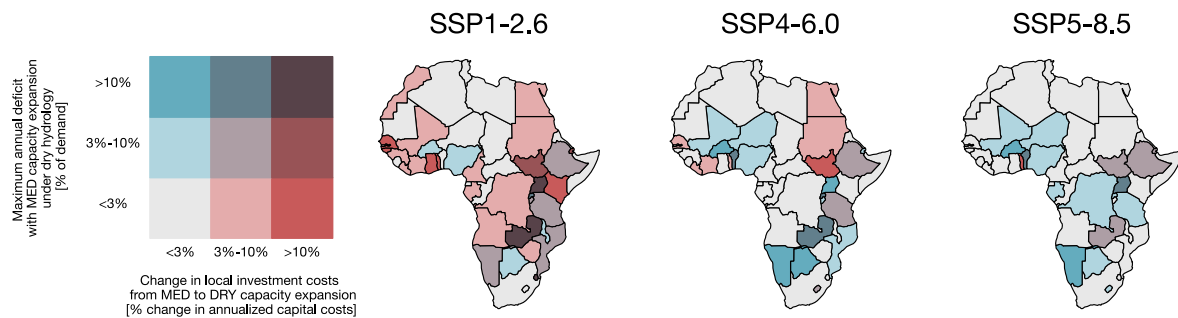 SSP1-2.6
SSP4-6.0
SSP5-8.5
Maximum annual deficit
with MED capacity expansion
under dry hydrology
[% of demand]
>10%
3%-10%
<3%
<3%
3%-10%
>10%
Change in local investment costs
from MED to DRY capacity expansion
[% change in annualized capital costs]